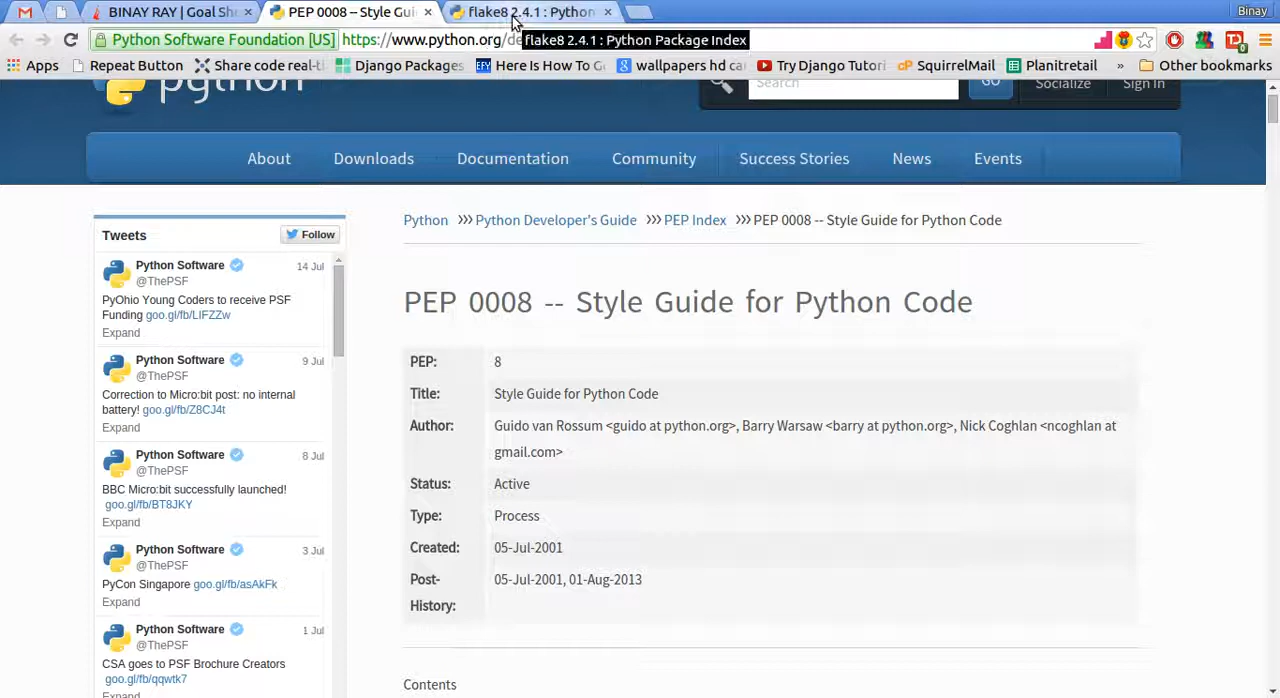 BINAY RAY | Goal She
PEP 0008 -- Style Gui
flake8 2.4.1 : Python
Binay
Python Software Foundation [US] https://www.python.org/de
flake8 2.4.1 : Python Package Index
Apps Repeat Button Share code real-t Django Packages Here Is How To G wallpapers hd ca Try Django Tutori SquirrelMail Planitretail » Other bookmarks
python
Search
GO
Socialize
Sign In
About Downloads Documentation Community Success Stories News Events
Python >>> Python Developer's Guide >>> PEP Index >>> PEP 0008 -- Style Guide for Python Code
Tweets
Follow
Python Software 14 Jul
@ThePSF
PyOhio Young Coders to receive PSF
Funding goo.gl/fb/LIFZZw
Expand
Python Software 9 Jul
@ThePSF
Correction to Micro:bit post: no internal
battery! goo.gl/fb/Z8CJ4t
Expand
Python Software 8 Jul
@ThePSF
BBC Micro:bit successfully launched!
goo.gl/fb/BT8JKY
Expand
Python Software 3 Jul
@ThePSF
PyCon Singapore goo.gl/fb/asAkFk
Expand
Python Software 1 Jul
@ThePSF
CSA goes to PSF Brochure Creators
goo.gl/fb/qqwtk7
Expand
PEP 0008 -- Style Guide for Python Code
PEP: 8
Title: Style Guide for Python Code
Author: Guido van Rossum <guido at python.org>, Barry Warsaw <barry at python.org>, Nick Coghlan <ncoghlan at
gmail.com>
Status: Active
Type: Process
Created: 05-Jul-2001
Post- 05-Jul-2001, 01-Aug-2013
History:
Contents